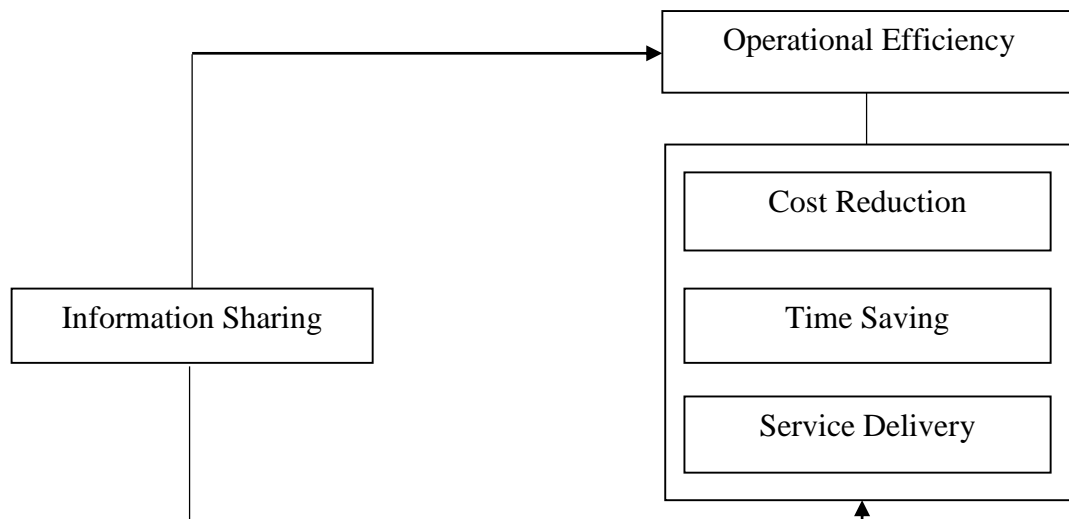 Operational Efficiency
Cost Reduction
Information Sharing
Time Saving
Service Delivery